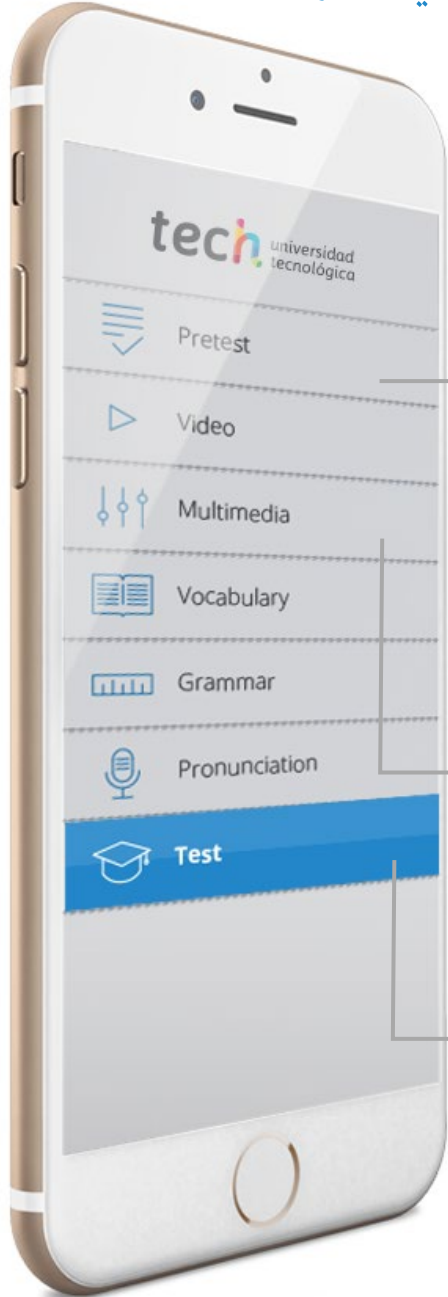 tech universidad
tecnológica
Pretest
Video
Multimedia
Vocabulary
Grammar
Pronunciation
Test